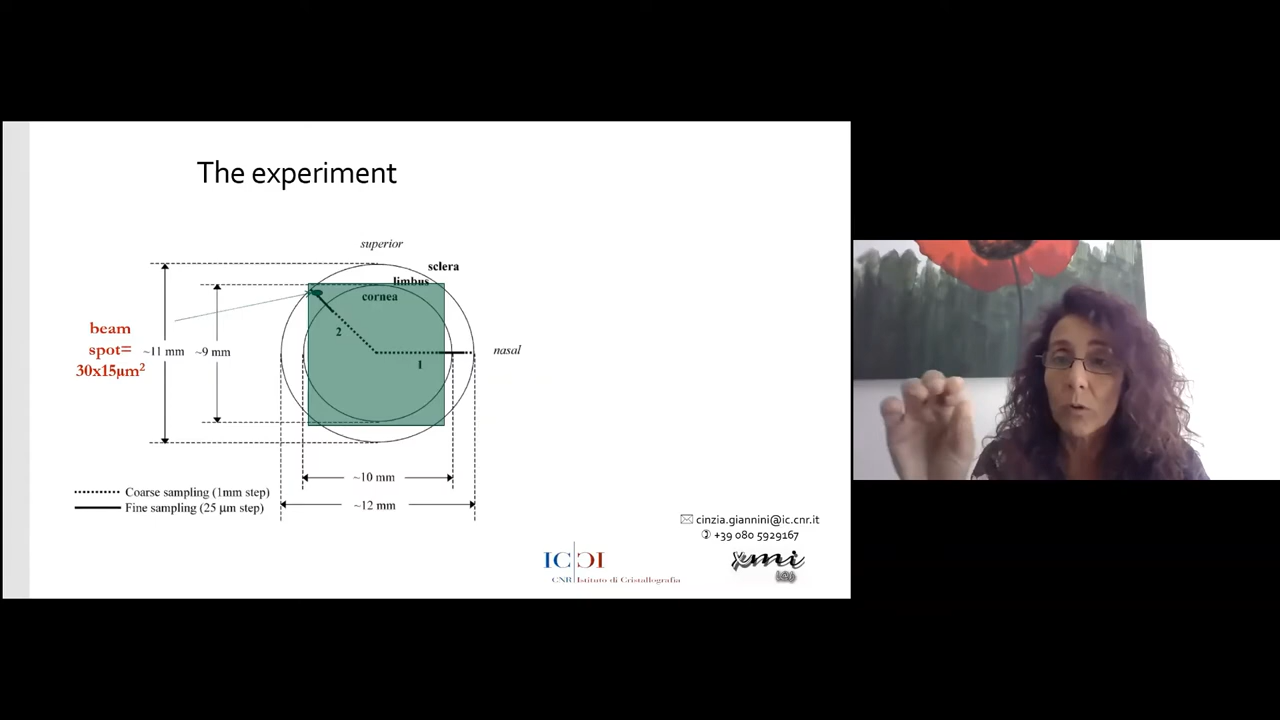 The experiment
superior
sclera
limbus
cornea
2
nasal
1
beam
spot=
30x15µm²
~11 mm
~9 mm
~10 mm
~12 mm
Coarse sampling (1mm step)
Fine sampling (25 µm step)
cinzia.giannini@ic.cnr.it
+39 080 5929167
IC CI
CNR Istituto di Cristallografia
xmi
L@b